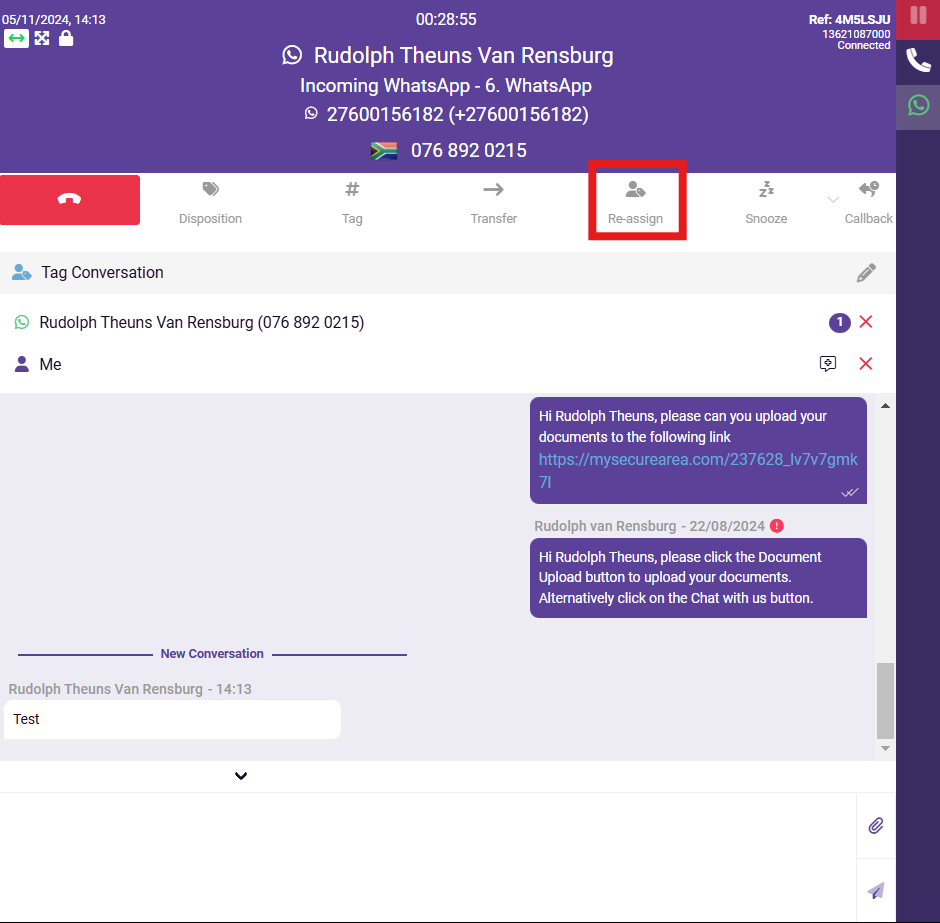 05/11/2024, 14:13
00:28:55
Ref: 4M5LSJU
13621087000
Connected
Rudolph Theuns Van Rensburg
Incoming WhatsApp - 6. WhatsApp
27600156182 (+27600156182)
076 892 0215
Disposition
Tag
Transfer
Re-assign
Snooze
Callback
Tag Conversation
Rudolph Theuns Van Rensburg (076 892 0215)
1
Me
Hi Rudolph Theuns, please can you upload your
documents to the following link
https://mysecurearea.com/237628_lv7v7gmk
7l
Rudolph van Rensburg - 22/08/2024
Hi Rudolph Theuns, please click the Document
Upload button to upload your documents.
Alternatively click on the Chat with us button.
New Conversation
Rudolph Theuns Van Rensburg - 14:13
Test